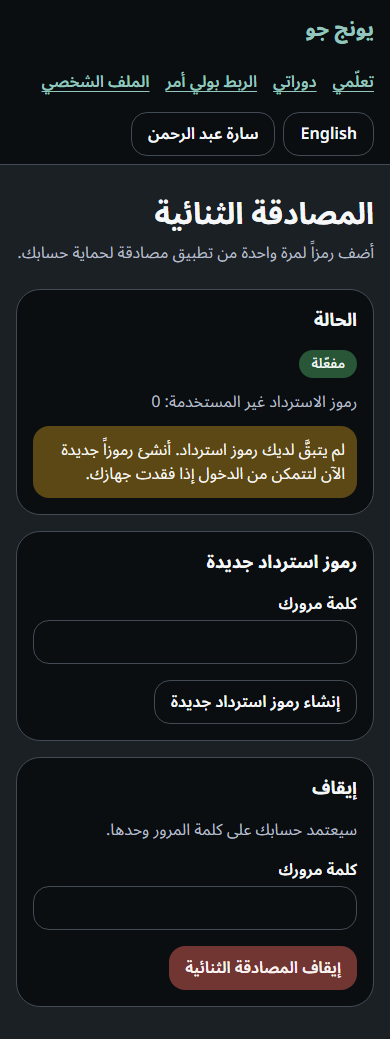 يونج جو
تعلّمي دوراتي الربط بولي أمر الملف الشخصي
English سارة عبد الرحمن
المصادقة الثنائية
أضف رمزاً لمرة واحدة من تطبيق مصادقة لحماية حسابك.
الحالة
مفعّلة
رموز الاسترداد غير المستخدمة: 0
لم يتبقَّ لديك رموز استرداد. أنشئ رموزاً جديدة
الآن لتتمكن من الدخول إذا فقدت جهازك.
رموز استرداد جديدة
كلمة مرورك
إنشاء رموز استرداد جديدة
إيقاف
سيعتمد حسابك على كلمة المرور وحدها.
كلمة مرورك
إيقاف المصادقة الثنائية